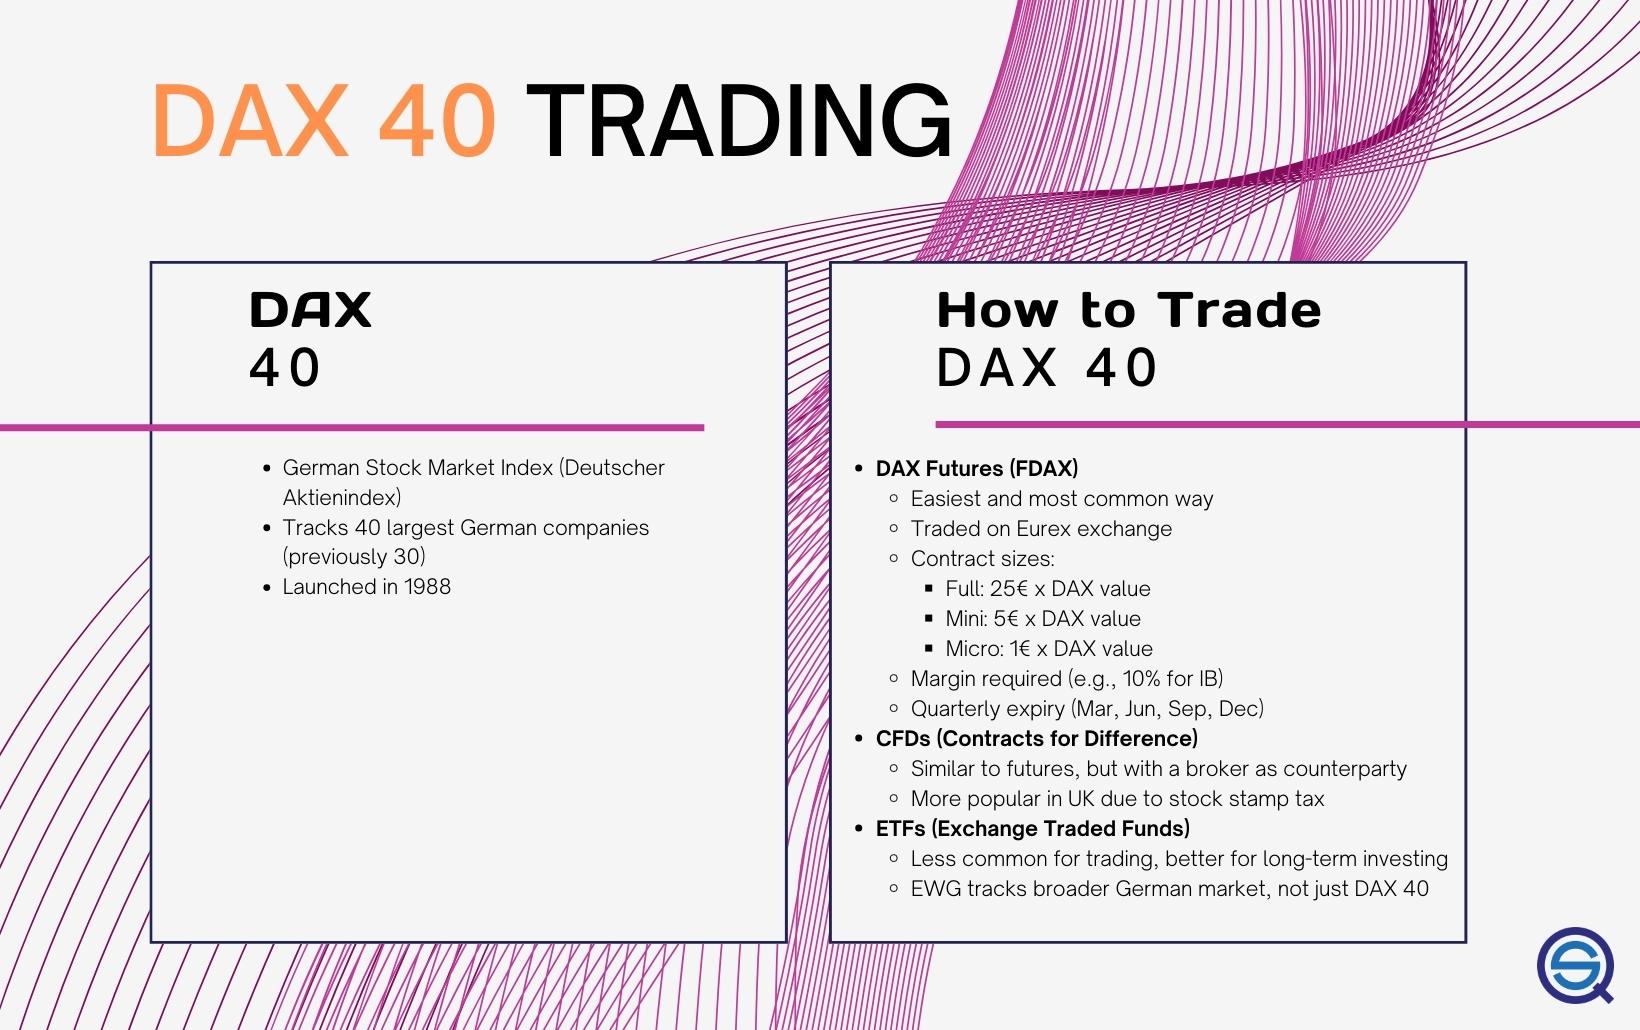 DAX 40 TRADING
DAX
40
• German Stock Market Index (Deutscher
Aktienindex)
• Tracks 40 largest German companies
(previously 30)
• Launched in 1988
How to Trade
DAX 40
• DAX Futures (FDAX)
○ Easiest and most common way
○ Traded on Eurex exchange
○ Contract sizes:
▪ Full: 25€ x DAX value
▪ Mini: 5€ x DAX value
▪ Micro: 1€ x DAX value
○ Margin required (e.g., 10% for IB)
○ Quarterly expiry (Mar, Jun, Sep, Dec)
• CFDs (Contracts for Difference)
○ Similar to futures, but with a broker as counterparty
○ More popular in UK due to stock stamp tax
• ETFs (Exchange Traded Funds)
○ Less common for trading, better for long-term investing
○ EWG tracks broader German market, not just DAX 40